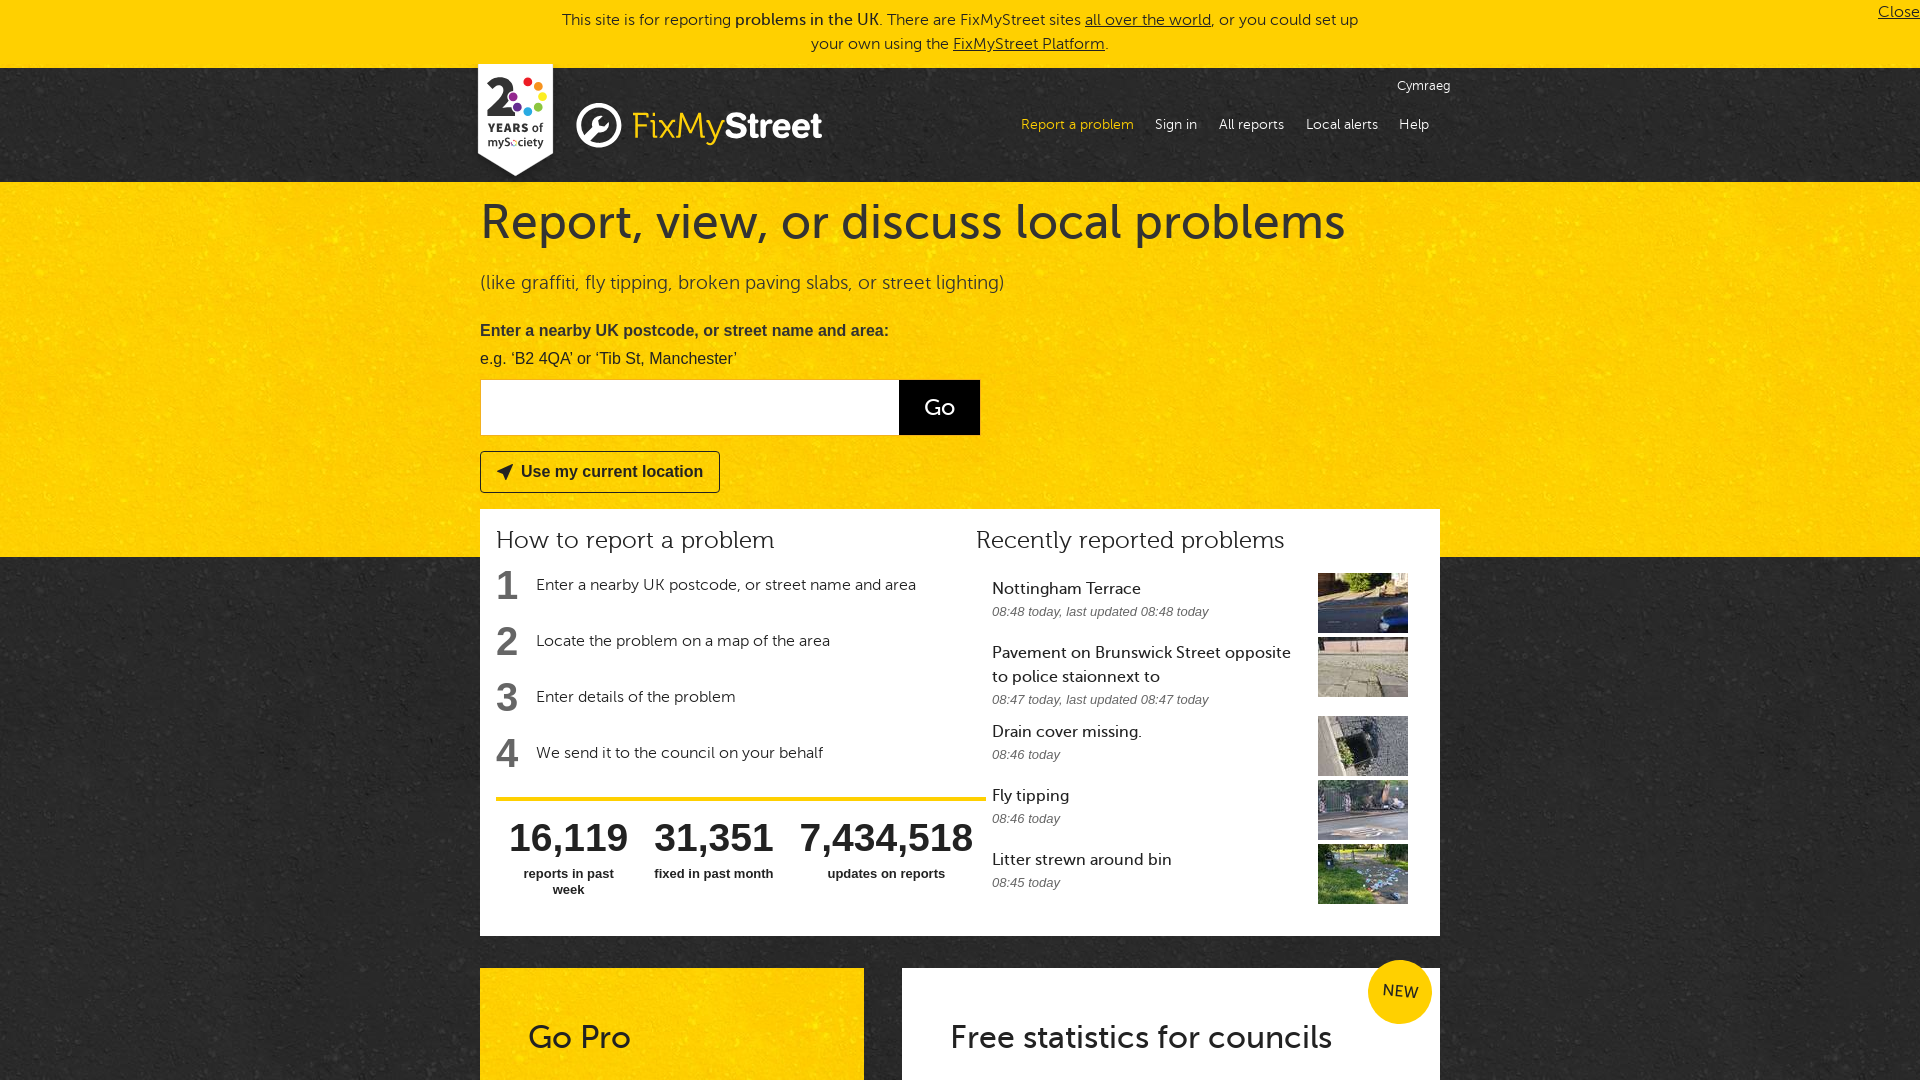 This site is for reporting problems in the UK. There are FixMyStreet sites all over the world, or you could set up
your own using the FixMyStreet Platform.
Close
20
YEARS of
mySociety
FixMyStreet
Cymraeg
Report a problem
Sign in
All reports
Local alerts
Help
Report, view, or discuss local problems
(like graffiti, fly tipping, broken paving slabs, or street lighting)
Enter a nearby UK postcode, or street name and area:
e.g. ‘B2 4QA’ or ‘Tib St, Manchester’
Go
Use my current location
How to report a problem
1 Enter a nearby UK postcode, or street name and area
2 Locate the problem on a map of the area
3 Enter details of the problem
4 We send it to the council on your behalf
16,119
reports in past
week
31,351
fixed in past month
7,434,518
updates on reports
Recently reported problems
Nottingham Terrace
08:48 today, last updated 08:48 today
Pavement on Brunswick Street opposite
to police staionnext to
08:47 today, last updated 08:47 today
Drain cover missing.
08:46 today
Fly tipping
08:46 today
Litter strewn around bin
08:45 today
Go Pro
NEW
Free statistics for councils